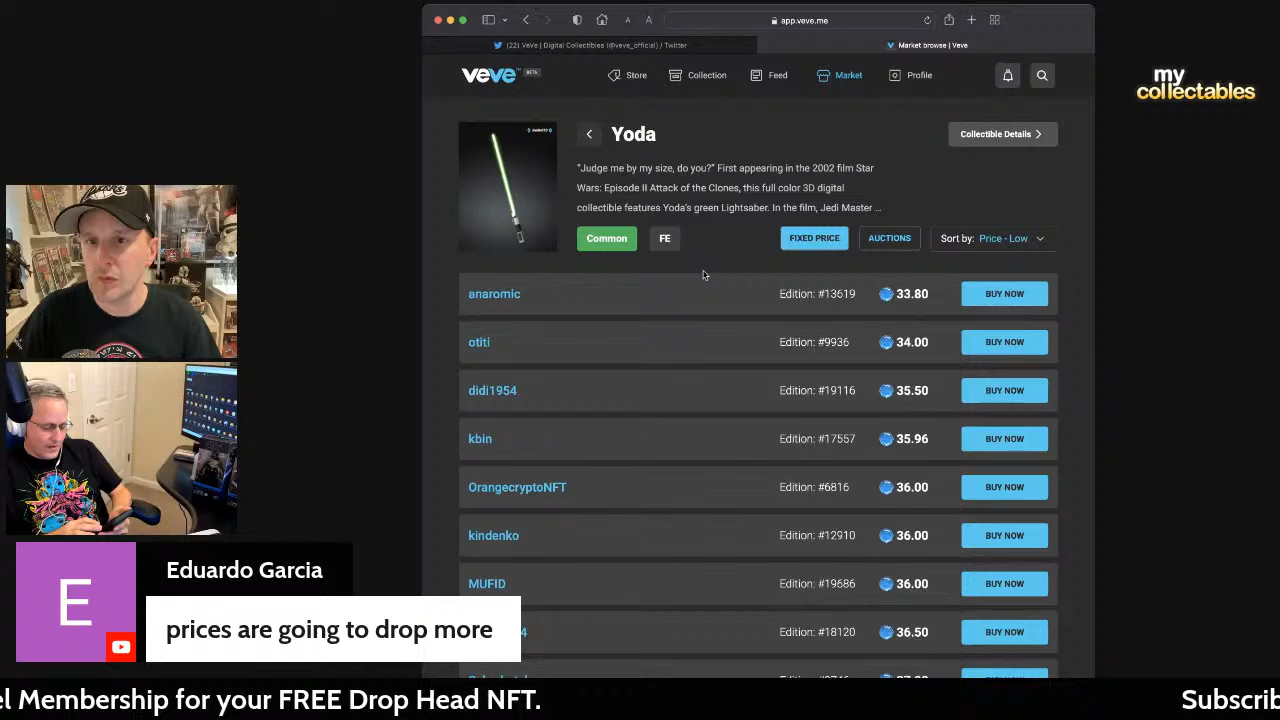 app.veve.me
(22) VeVe | Digital Collectibles (@veve_official) / Twitter
Market browse | Veve
veve BETA
Store
Collection
Feed
Market
Profile
my
collectables
Yoda
Collectible Details
"Judge me by my size, do you?" First appearing in the 2002 film Star
Wars: Episode II Attack of the Clones, this full color 3D digital
collectible features Yoda's green Lightsaber. In the film, Jedi Master ...
Common
FE
FIXED PRICE
AUCTIONS
Sort by: Price - Low
anaromic Edition: #13619 33.80 BUY NOW
otiti Edition: #9936 34.00 BUY NOW
didi1954 Edition: #19116 35.50 BUY NOW
kbin Edition: #17557 35.96 BUY NOW
OrangecryptoNFT Edition: #6816 36.00 BUY NOW
kindenko Edition: #12910 36.00 BUY NOW
MUFID Edition: #19686 36.00 BUY NOW
4 Edition: #18120 36.50 BUY NOW
E
Eduardo Garcia
prices are going to drop more
el Membership for your FREE Drop Head NFT.
Subscrib